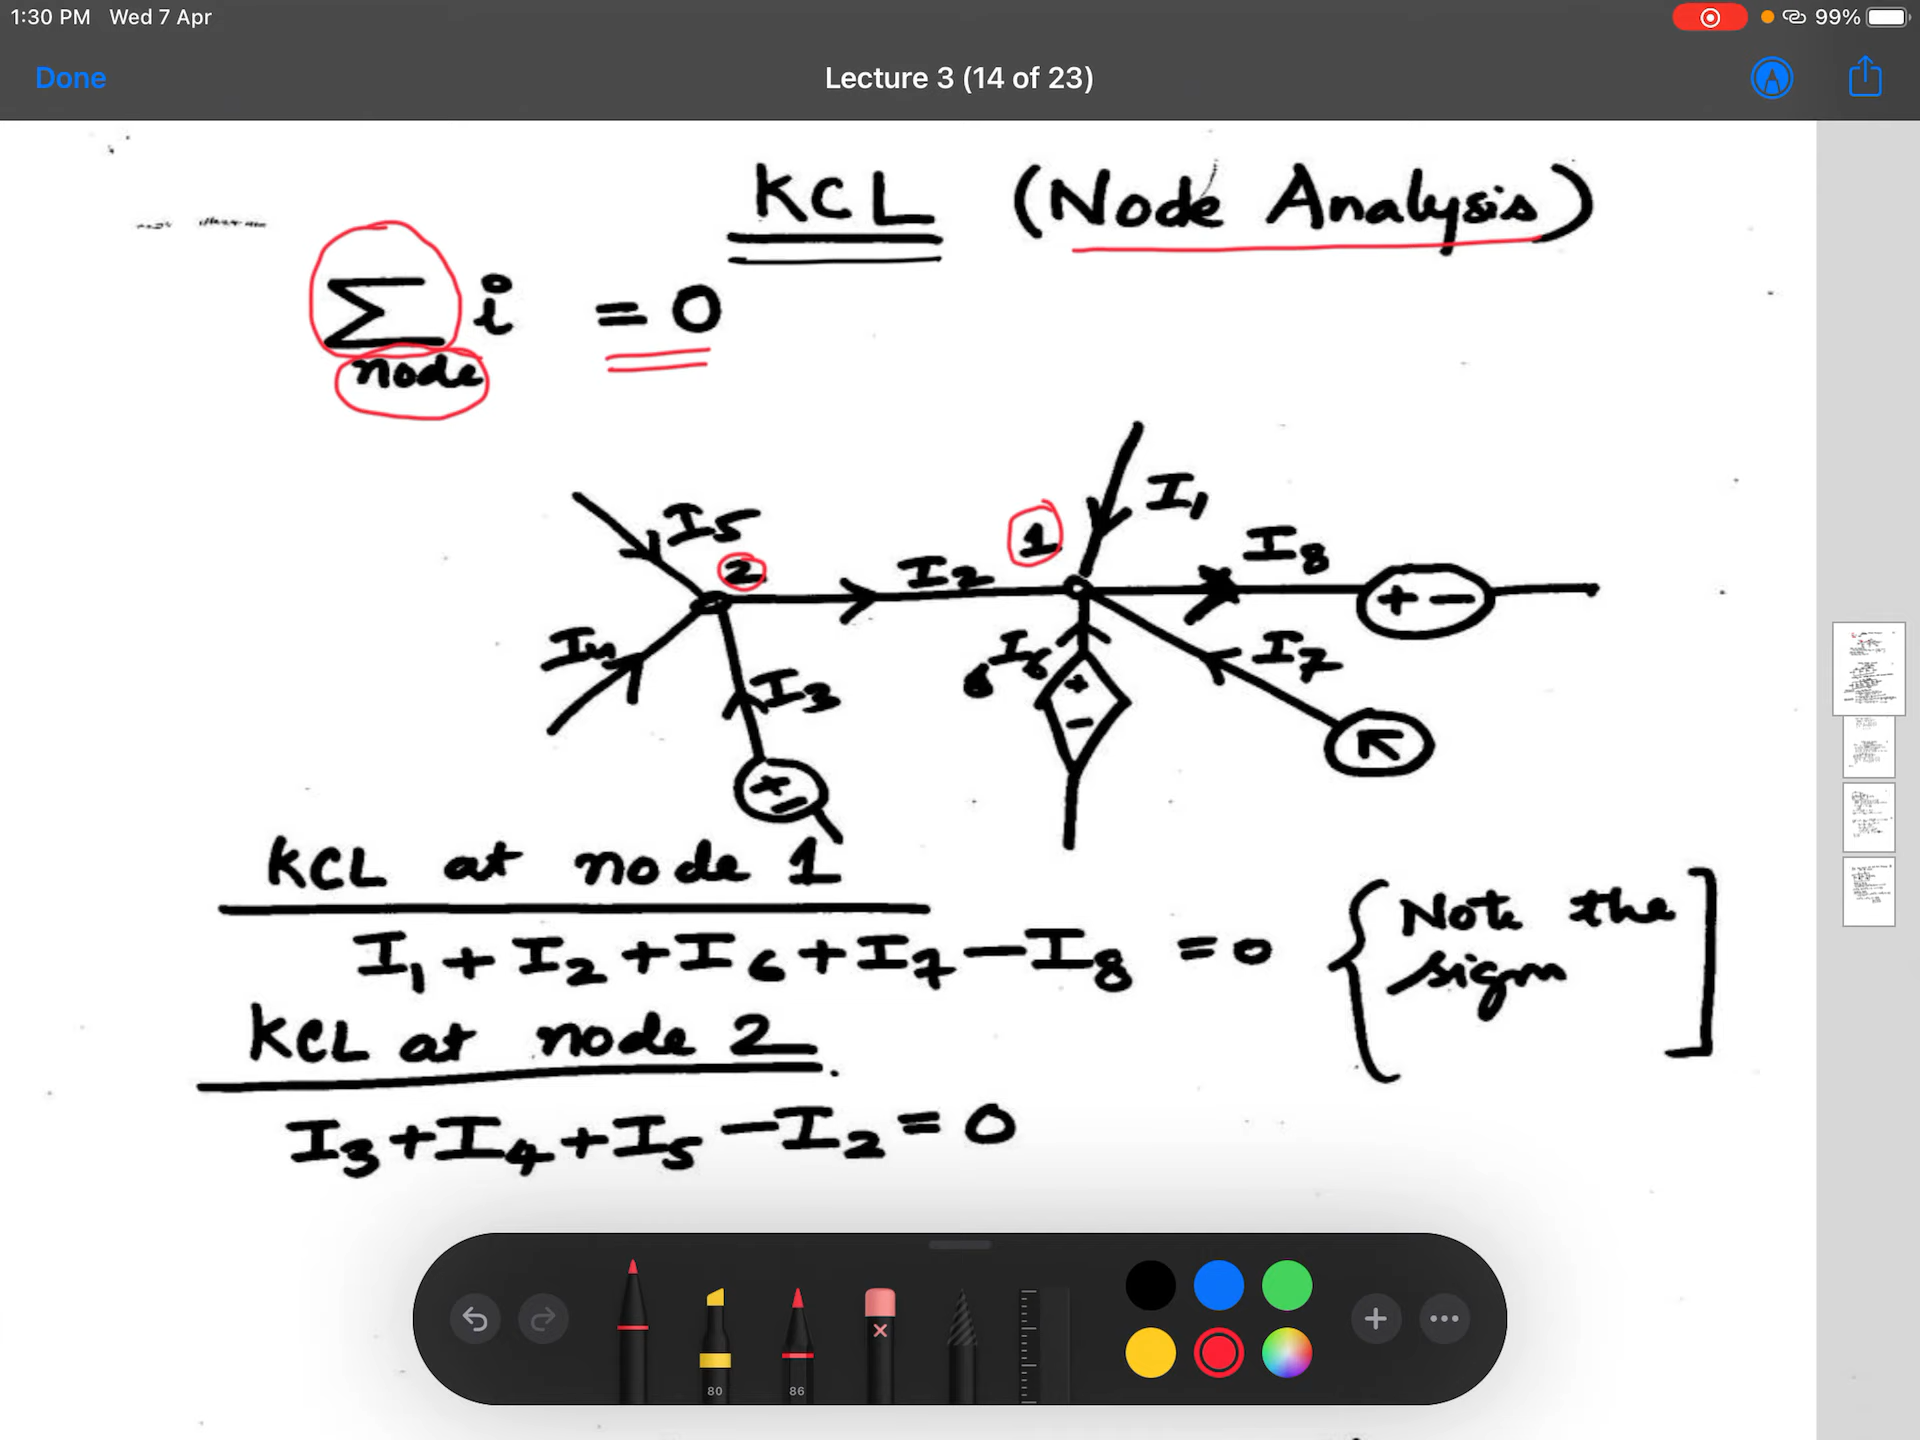 1:30 PM Wed 7 Apr
99%
Done
Lecture 3 (14 of 23)
KCL (Node Analysis)
∑ i = 0
node
I1
I5
1
I8
2
I2
+ -
I4
I6
I7
I3
+
-
+
-
KCL at node 1
I1 + I2 + I6 + I7 - I8 = 0
{Note the
sign]
KCL at node 2
I3 + I4 + I5 - I2 = 0
80
86